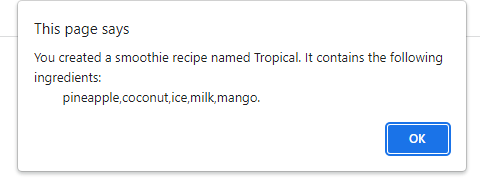 This page says
You created a smoothie recipe named Tropical. It contains the following
ingredients:
pineapple,coconut,ice,milk,mango.
OK